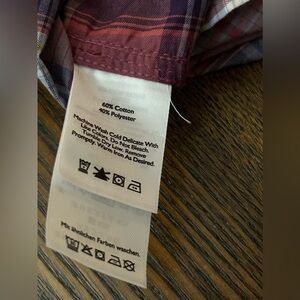 60% Cotton
40% Polyester
Machine Wash Cold Delicate With
Like Colors. Do Not Bleach.
Tumble Dry Low. Remove
Promptly. Warm Iron As Desired.
Mit ähnlichen Farben waschen.